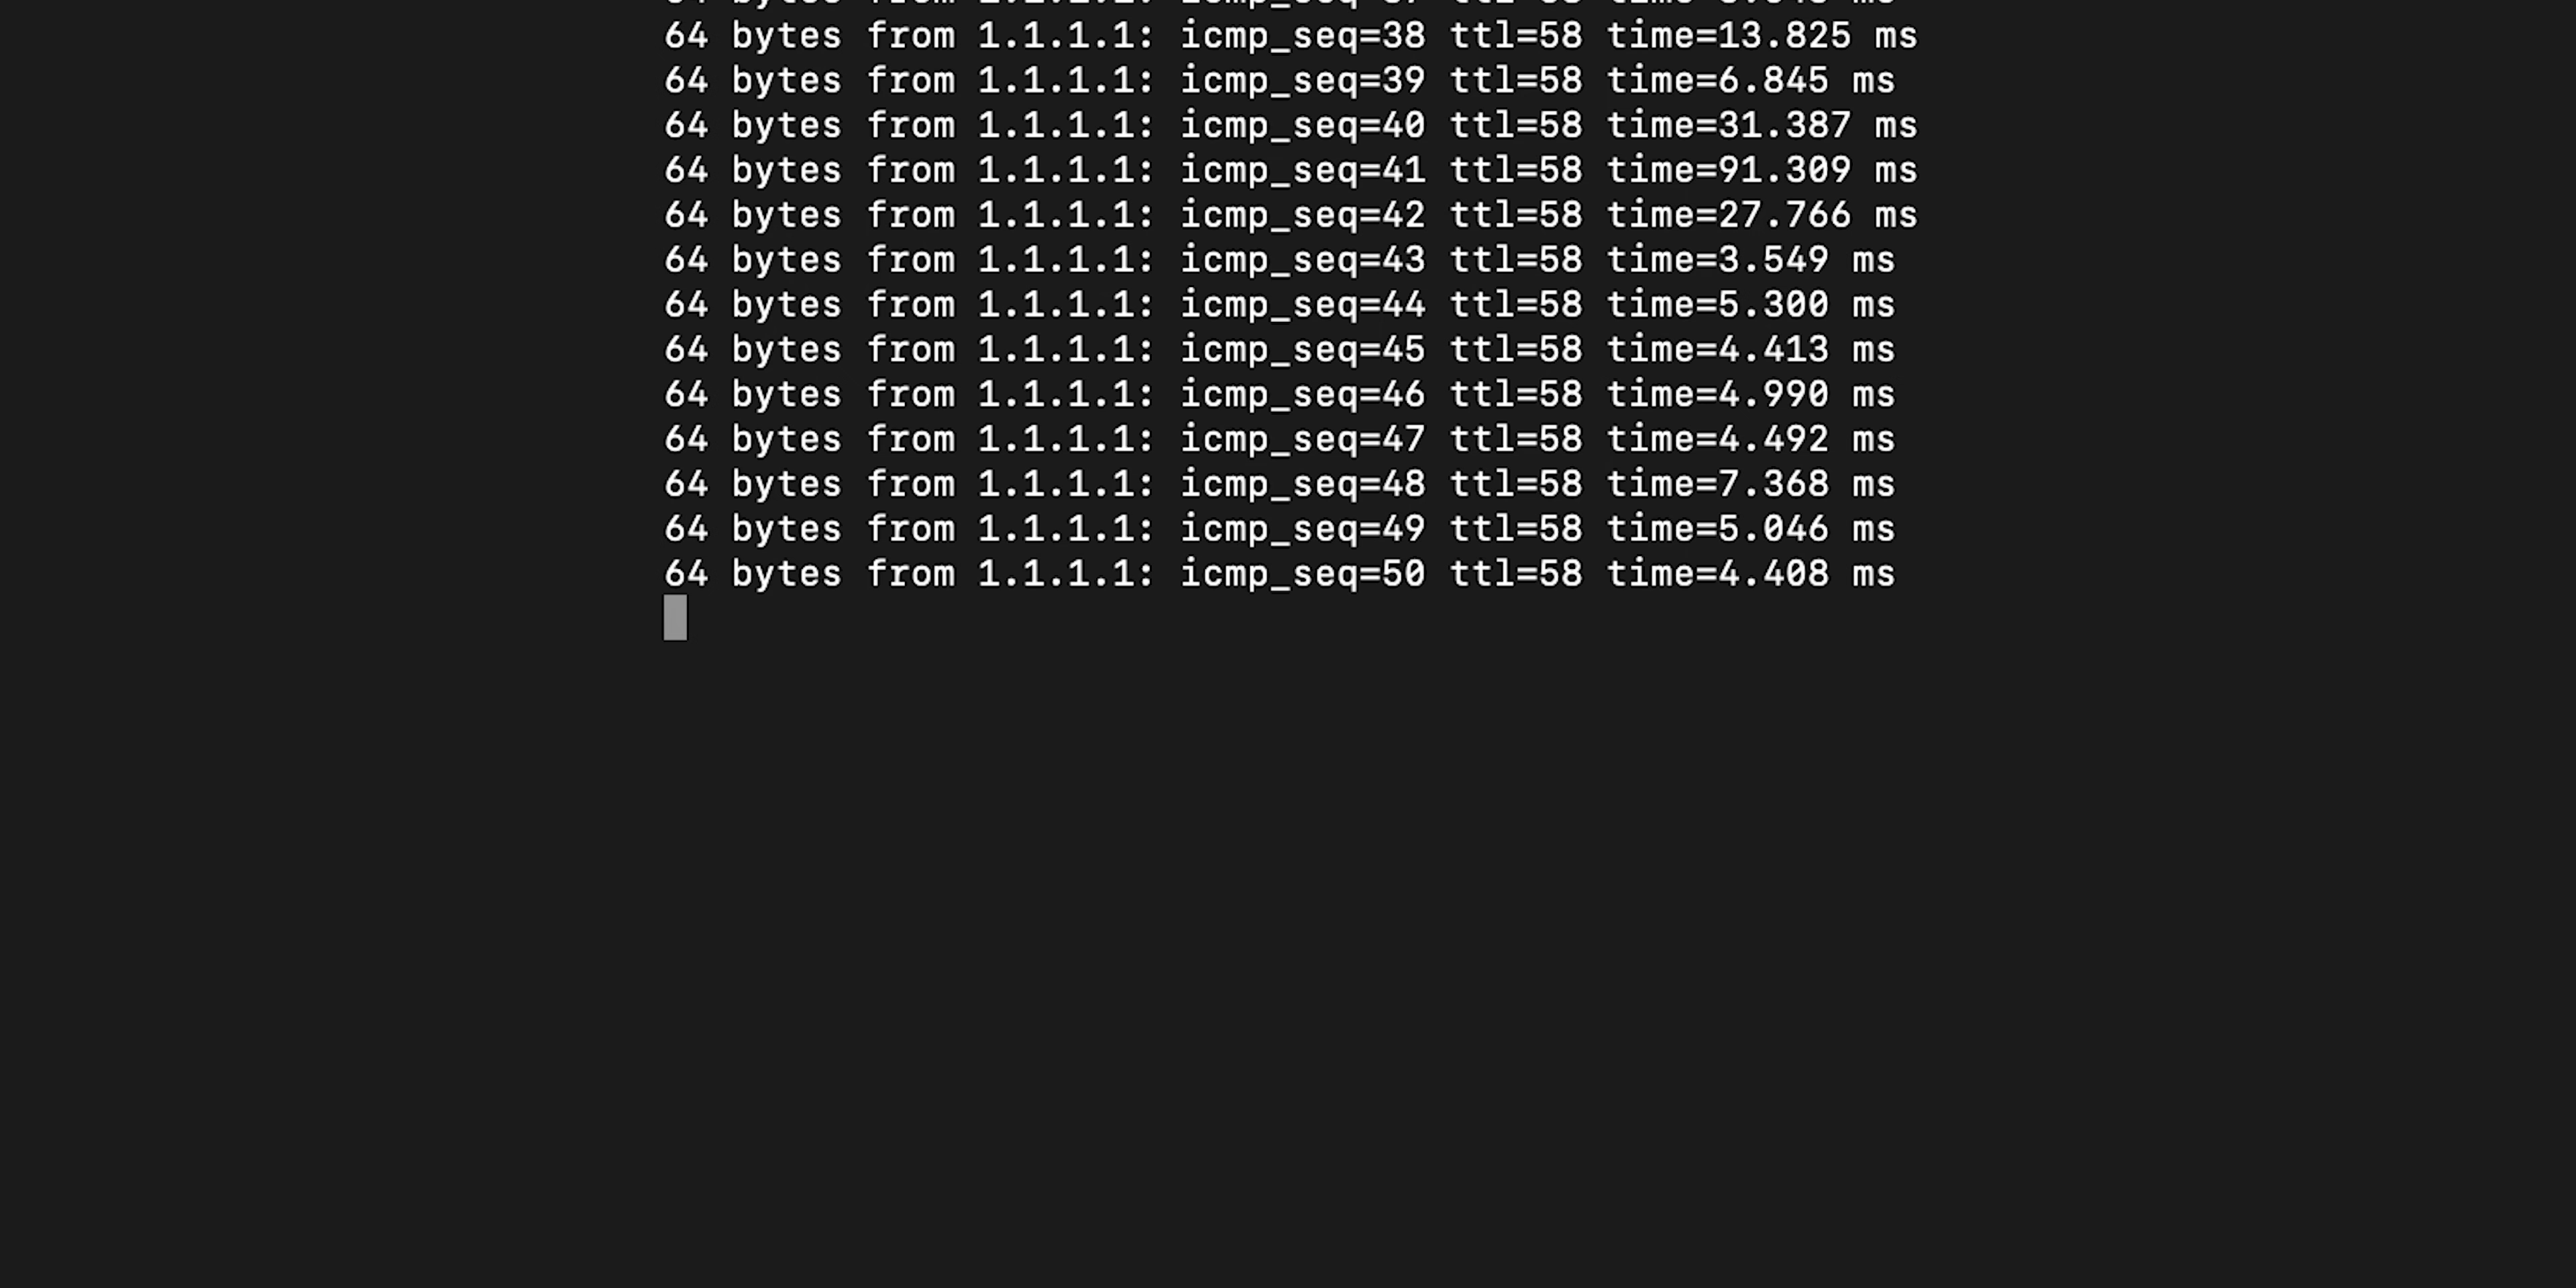 64 bytes from 1.1.1.1: icmp_seq=38 ttl=58 time=13.825 ms
64 bytes from 1.1.1.1: icmp_seq=39 ttl=58 time=6.845 ms
64 bytes from 1.1.1.1: icmp_seq=40 ttl=58 time=31.387 ms
64 bytes from 1.1.1.1: icmp_seq=41 ttl=58 time=91.309 ms
64 bytes from 1.1.1.1: icmp_seq=42 ttl=58 time=27.766 ms
64 bytes from 1.1.1.1: icmp_seq=43 ttl=58 time=3.549 ms
64 bytes from 1.1.1.1: icmp_seq=44 ttl=58 time=5.300 ms
64 bytes from 1.1.1.1: icmp_seq=45 ttl=58 time=4.413 ms
64 bytes from 1.1.1.1: icmp_seq=46 ttl=58 time=4.990 ms
64 bytes from 1.1.1.1: icmp_seq=47 ttl=58 time=4.492 ms
64 bytes from 1.1.1.1: icmp_seq=48 ttl=58 time=7.368 ms
64 bytes from 1.1.1.1: icmp_seq=49 ttl=58 time=5.046 ms
64 bytes from 1.1.1.1: icmp_seq=50 ttl=58 time=4.408 ms